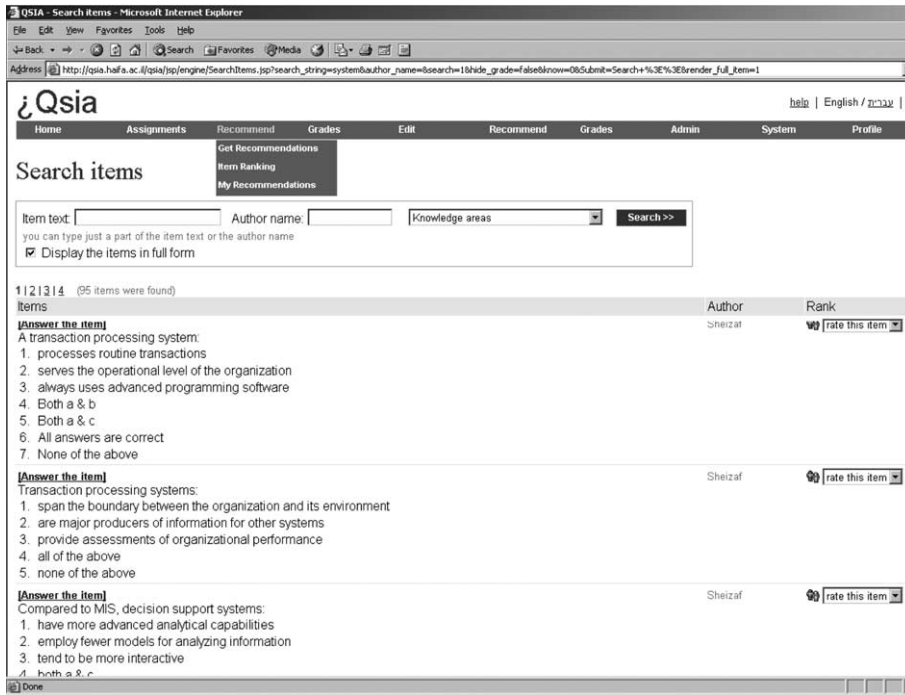 QSIA - Search items - Microsoft Internet Explorer
File Edit View Favorites Tools Help
Back Search Favorites Media
Address http://qsia.haifa.ac.il/qsia/jsp/engine/SearchItems.jsp?search_string=system&author_name=&search=1&hide_grade=false&know=0&Submit=Search+%3E%3E&render_full_item=1
¿Qsia
help | English / עברית |
Home Assignments Recommend Grades Edit Recommend Grades Admin System Profile
Get Recommendations
Item Ranking
My Recommendations
Search items
Item text: Author name: Knowledge areas Search >>
you can type just a part of the item text or the author name
Display the items in full form
1 | 2 | 3 | 4 (95 items were found)
Items Author Rank
[Answer the item] Sheizaf rate this item
A transaction processing system:
1. processes routine transactions
2. serves the operational level of the organization
3. always uses advanced programming software
4. Both a & b
5. Both a & c
6. All answers are correct
7. None of the above
[Answer the item] Sheizaf rate this item
Transaction processing systems:
1. span the boundary between the organization and its environment
2. are major producers of information for other systems
3. provide assessments of organizational performance
4. all of the above
5. none of the above
[Answer the item] Sheizaf rate this item
Compared to MIS, decision support systems:
1. have more advanced analytical capabilities
2. employ fewer models for analyzing information
3. tend to be more interactive
4. both a & c
Done